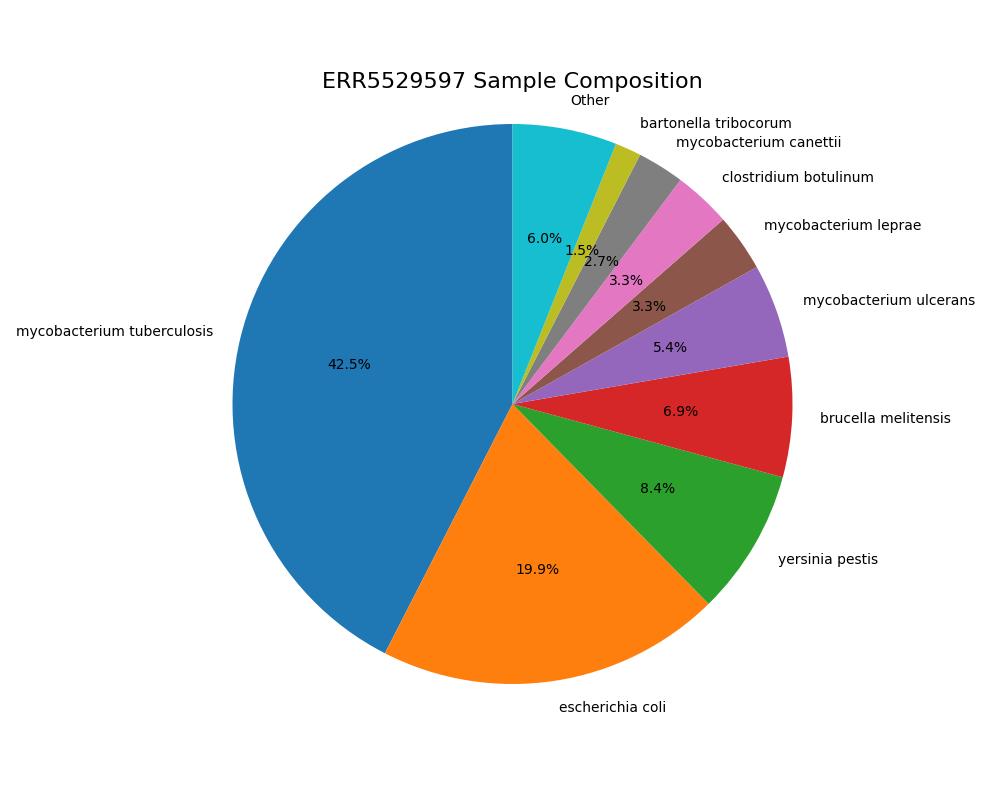 ERR5529597 Sample Composition
Other
bartonella tribocorum
mycobacterium canettii
clostridium botulinum
mycobacterium leprae
mycobacterium ulcerans
brucella melitensis
yersinia pestis
escherichia coli
mycobacterium tuberculosis
6.0%
1.5%
2.7%
3.3%
3.3%
5.4%
6.9%
8.4%
19.9%
42.5%